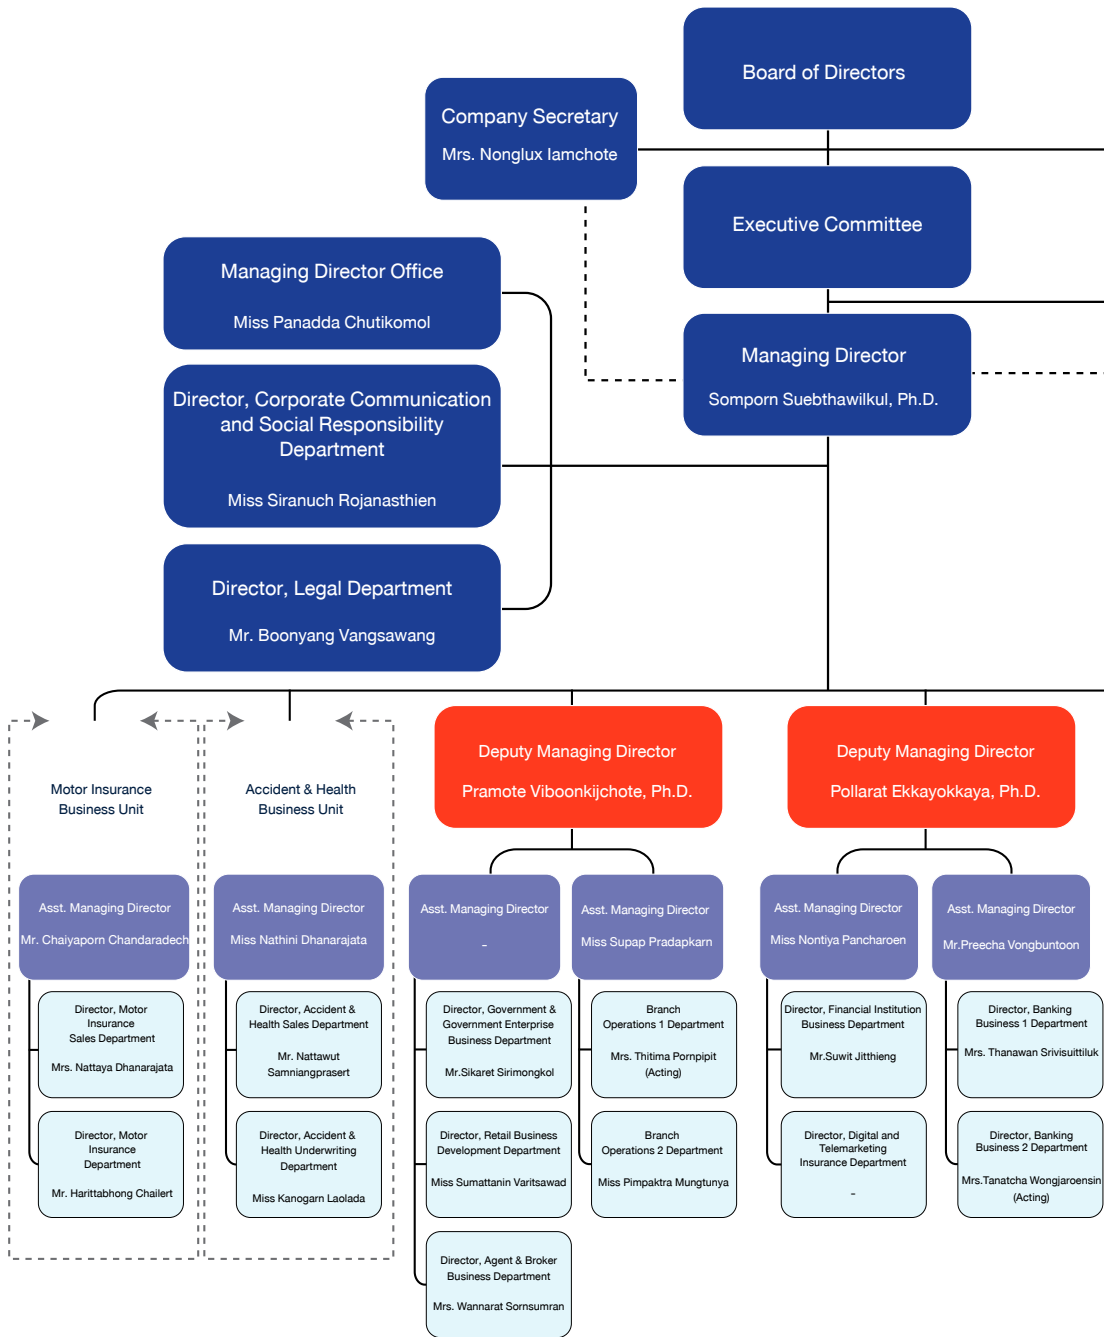 Board of Directors
Company Secretary
Mrs. Nonglux Iamchote
Executive Committee
Managing Director Office
Miss Panadda Chutikomol
Managing Director
Somporn Suebthawilkul, Ph.D.
Director, Corporate Communication
and Social Responsibility
Department
Miss Siranuch Rojanasthien
Director, Legal Department
Mr. Boonyang Vangsawang
Motor Insurance
Business Unit
Accident & Health
Business Unit
Deputy Managing Director
Pramote Viboonkijchote, Ph.D.
Deputy Managing Director
Pollarat Ekkayokkaya, Ph.D.
Asst. Managing Director
Mr. Chaiyaporn Chandaradech
Asst. Managing Director
Miss Nathini Dhanarajata
Asst. Managing Director
-
Asst. Managing Director
Miss Supap Pradapkarn
Asst. Managing Director
Miss Nontiya Pancharoen
Asst. Managing Director
Mr.Preecha Vongbuntoon
Director, Motor
Insurance
Sales Department
Mrs. Nattaya Dhanarajata
Director, Accident &
Health Sales Department
Mr. Nattawut
Samniangprasert
Director, Government &
Government Enterprise
Business Department
Mr.Sikaret Sirimongkol
Branch
Operations 1 Department
Mrs. Thitima Pornpipit
(Acting)
Director, Financial Institution
Business Department
Mr.Suwit Jitthieng
Director, Banking
Business 1 Department
Mrs. Thanawan Srivisuittiluk
Director, Motor
Insurance
Department
Mr. Harittabhong Chailert
Director, Accident &
Health Underwriting
Department
Miss Kanogarn Laolada
Director, Retail Business
Development Department
Miss Sumattanin Varitsawad
Branch
Operations 2 Department
Miss Pimpaktra Mungtunya
Director, Digital and
Telemarketing
Insurance Department
-
Director, Banking
Business 2 Department
Mrs.Tanatcha Wongjaroensin
(Acting)
Director, Agent & Broker
Business Department
Mrs. Wannarat Sornsumran